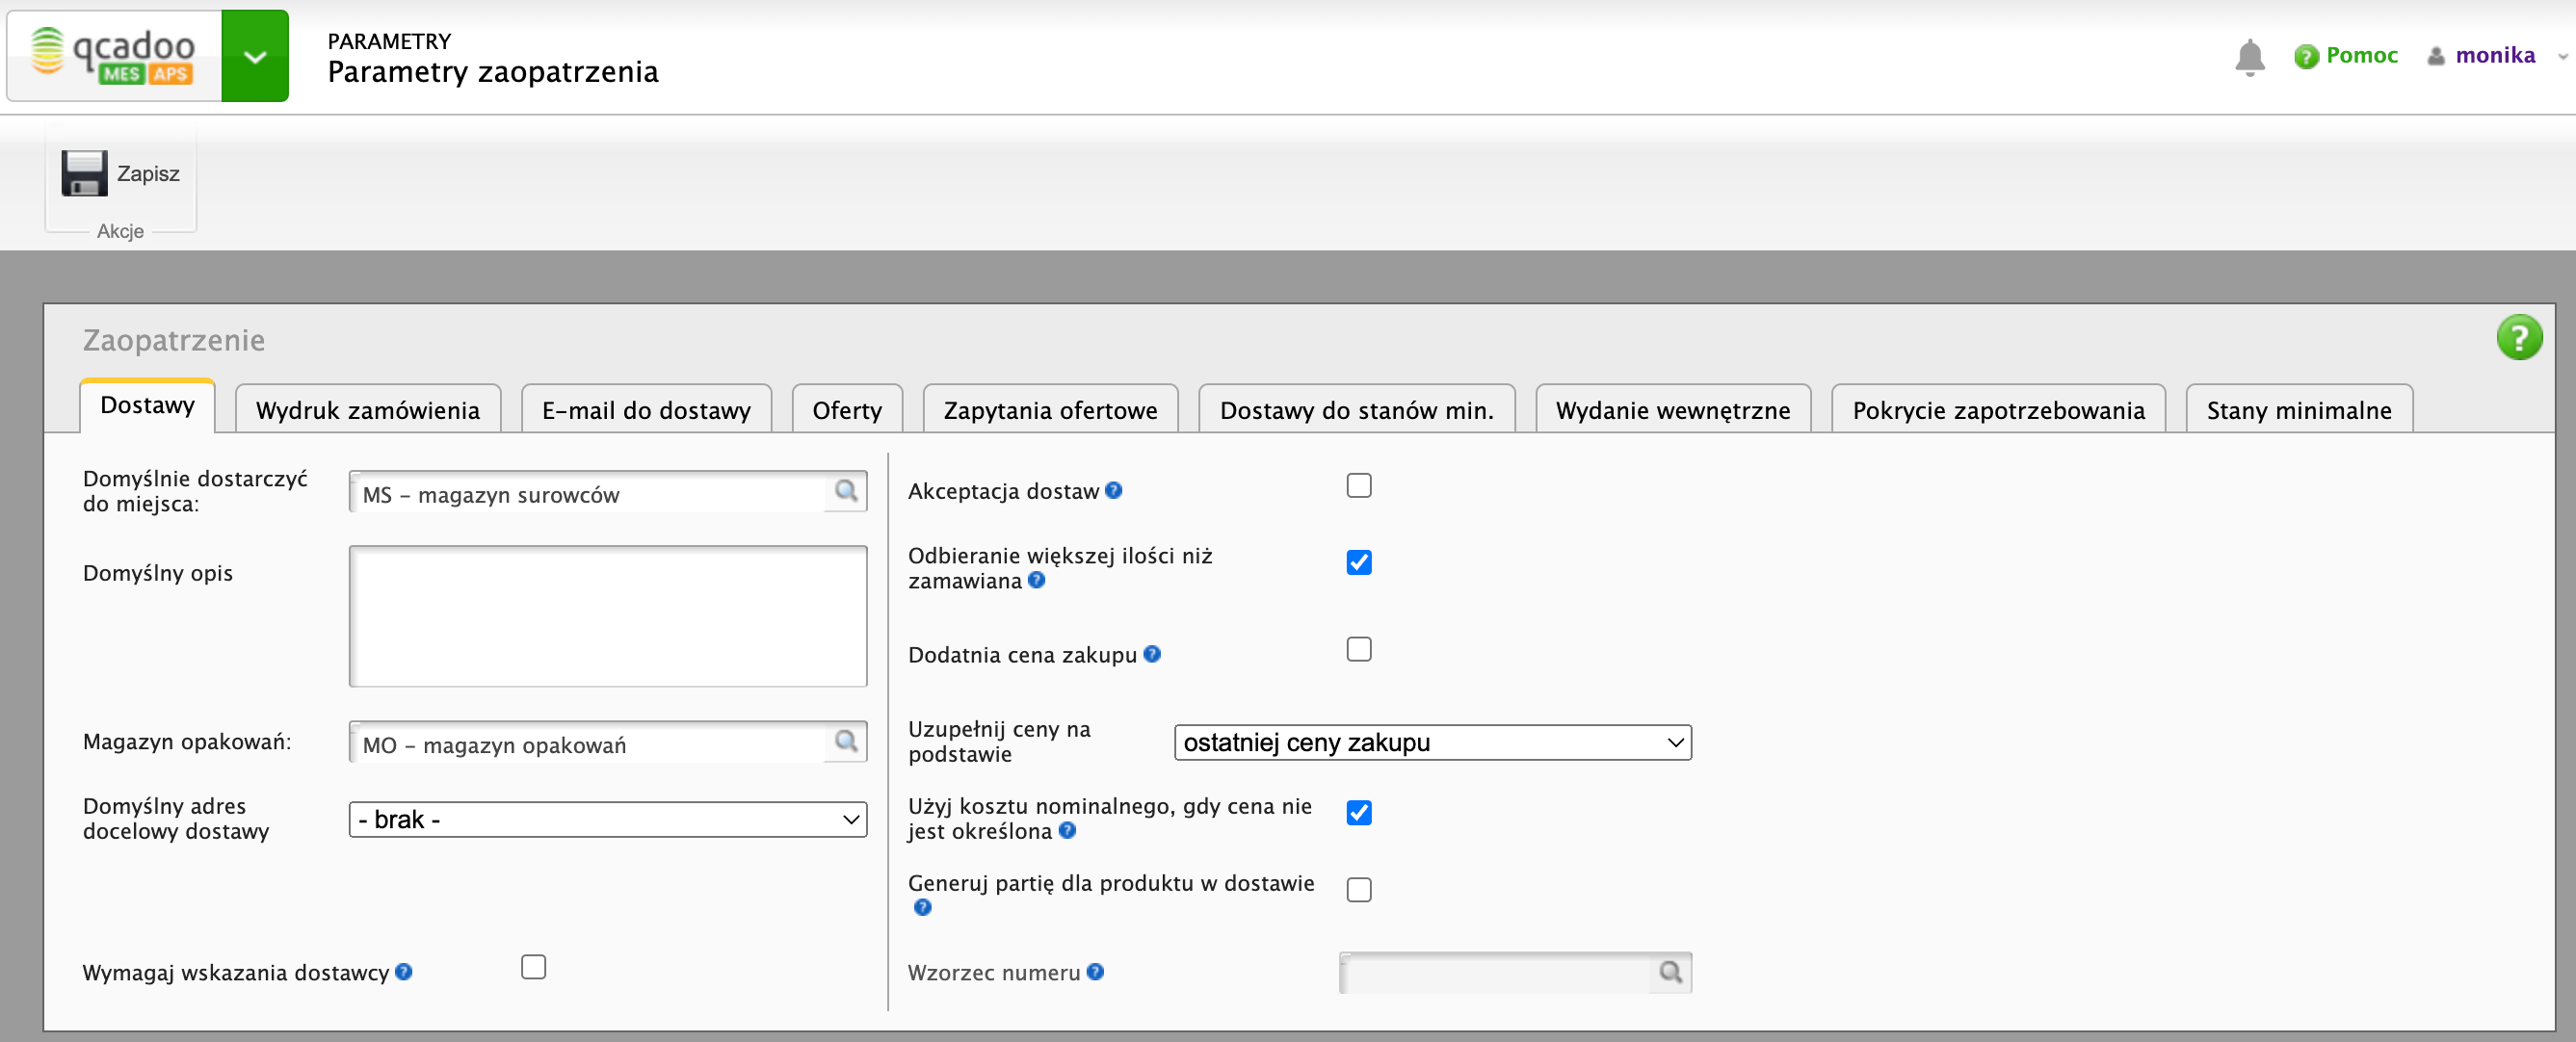 qcadoo
MES APS
PARAMETRY
Parametry zaopatrzenia
Pomoc
monika
Zapisz
Akcje
Zaopatrzenie
Dostawy
Wydruk zamówienia
E-mail do dostawy
Oferty
Zapytania ofertowe
Dostawy do stanów min.
Wydanie wewnętrzne
Pokrycie zapotrzebowania
Stany minimalne
Domyślnie dostarczyć
do miejsca:
MS - magazyn surowców
Domyślny opis
Magazyn opakowań:
MO - magazyn opakowań
Domyślny adres
docelowy dostawy
- brak -
Wymagaj wskazania dostawcy
Akceptacja dostaw
Odbieranie większej ilości niż
zamawiana
Dodatnia cena zakupu
Uzupełnij ceny na
podstawie
ostatniej ceny zakupu
Użyj kosztu nominalnego, gdy cena nie
jest określona
Generuj partię dla produktu w dostawie
Wzorzec numeru